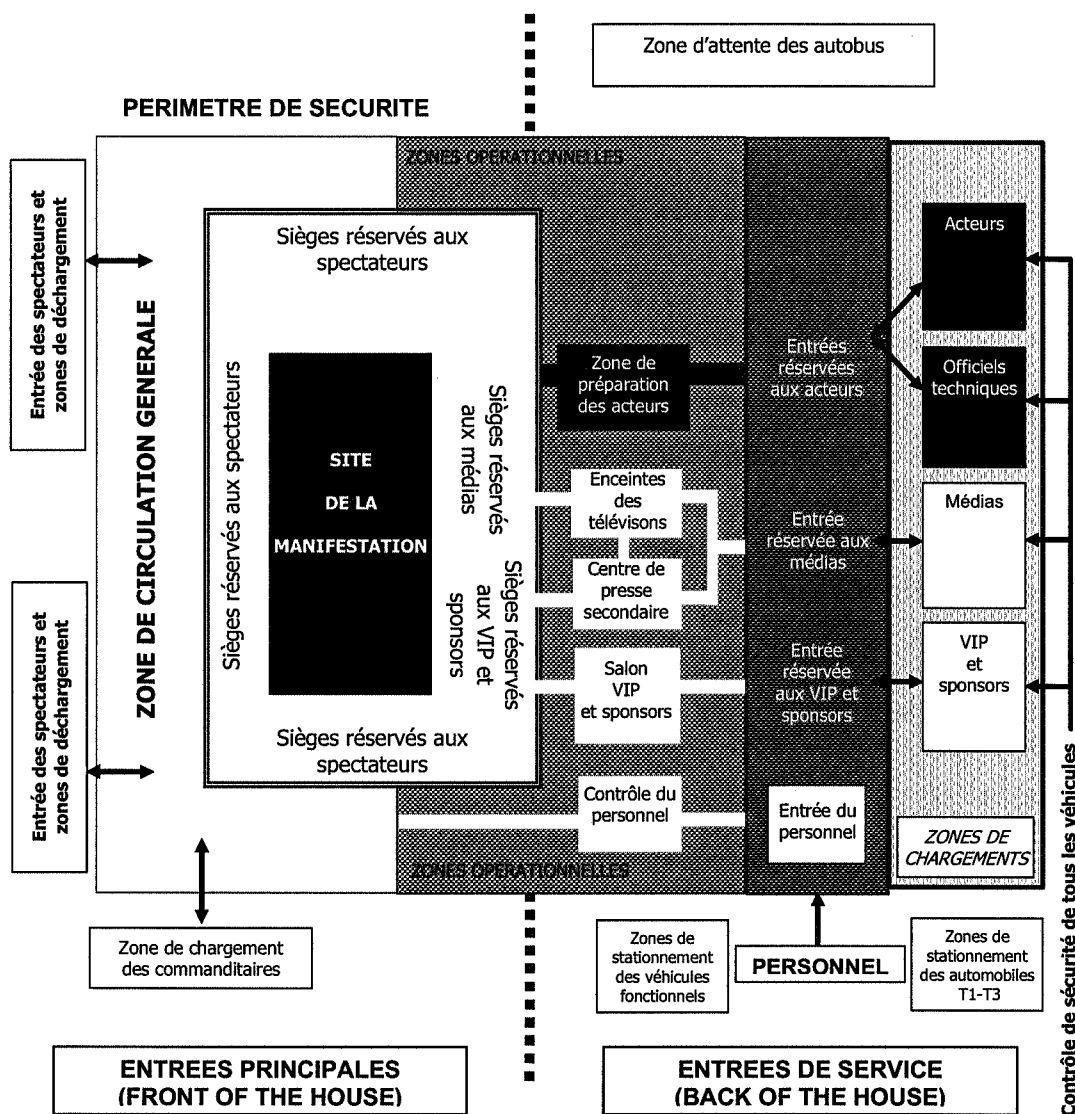 Zone d'attente des autobus
PERIMETRE DE SECURITE
ZONES OPERATIONNELLES
Entrée des spectateurs et
zones de déchargement
Entrée des spectateurs et
zones de déchargement
ZONE DE CIRCULATION GENERALE
Sièges réservés aux
spectateurs
Sièges réservés aux spectateurs
SITE
DE LA
MANIFESTATION
Sièges réservés
aux médias
Sièges réservés
aux VIP et
sponsors
Sièges réservés aux
spectateurs
Zone de
préparation
des acteurs
Enceintes
des
télévisons
Centre de
presse
secondaire
Salon
VIP
et sponsors
Contrôle du
personnel
ZONES OPERATIONNELLES
Entrées
réservées
aux acteurs
Entrée
réservée aux
médias
Entrée
réservée
aux VIP et
sponsors
Entrée du
personnel
Acteurs
Officiels
techniques
Médias
VIP
et
sponsors
ZONES DE
CHARGEMENTS
Contrôle de sécurité de tous les véhicules
Zone de chargement
des commanditaires
Zones de
stationnement
des véhicules
fonctionnels
PERSONNEL
Zones de
stationnement
des automobiles
T1-T3
ENTREES PRINCIPALES
(FRONT OF THE HOUSE)
ENTREES DE SERVICE
(BACK OF THE HOUSE)